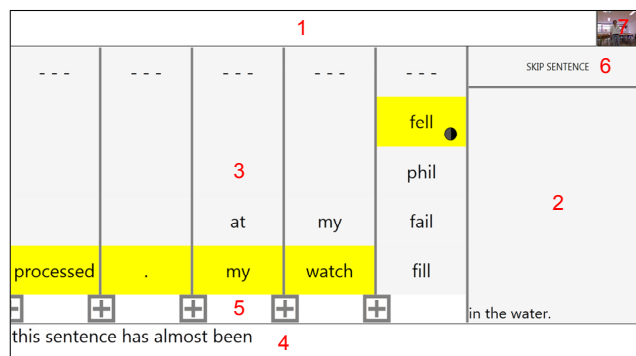 1
7
--- --- --- --- ---
SKIP SENTENCE 6
fell
phil
3
2
at my fail
processed . my watch fill
5
in the water.
this sentence has almost been
4